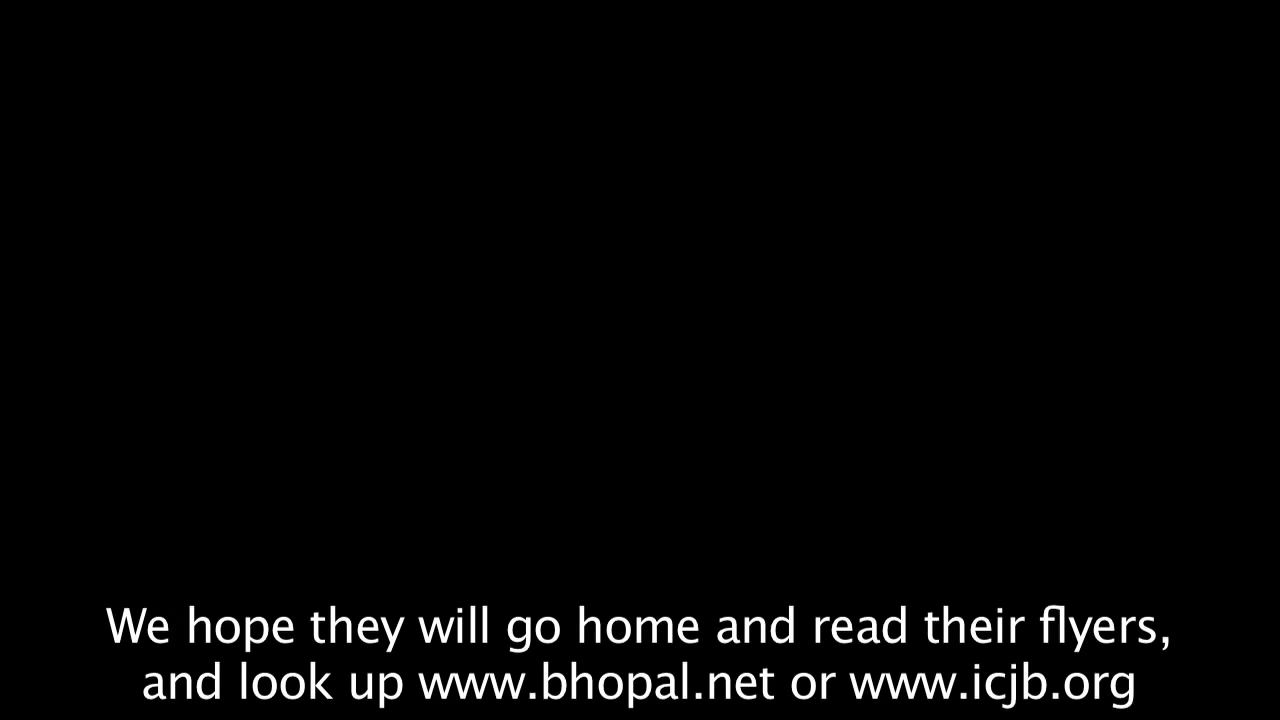 We hope they will go home and read their flyers,
and look up www.bhopal.net or www.icjb.org